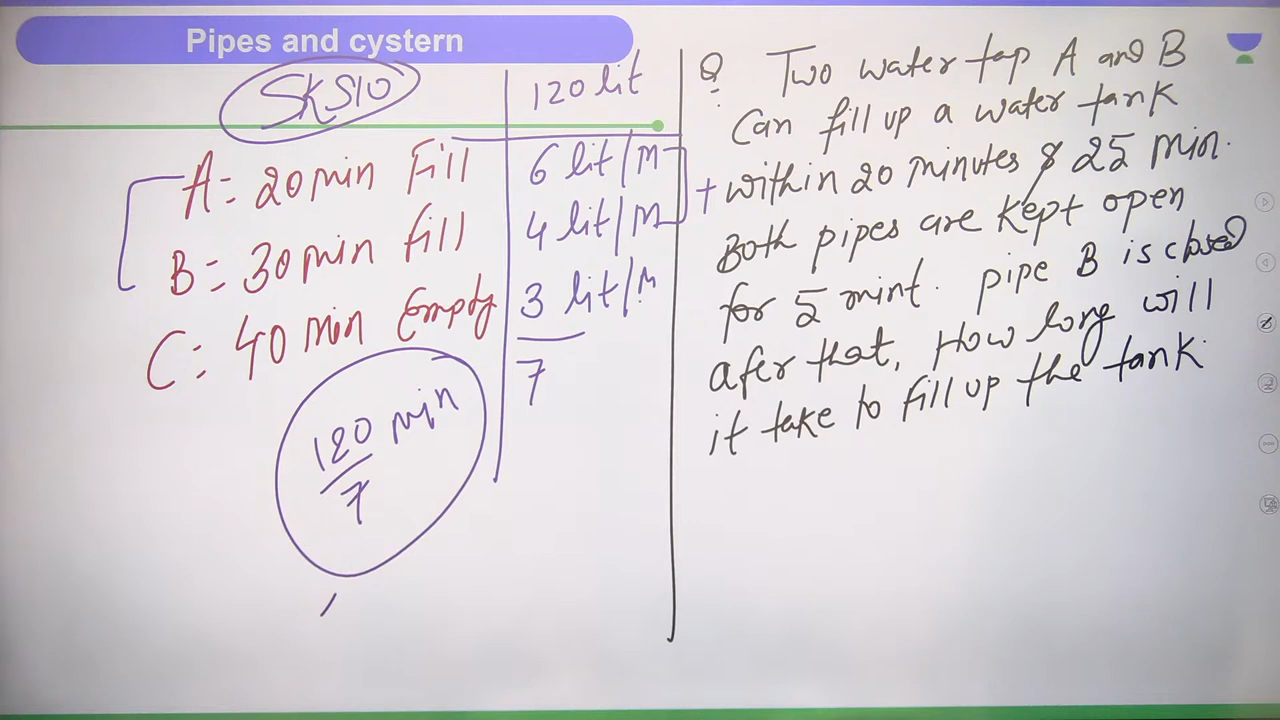 Pipes and cystern
SKS10
120 lit
A = 20 min Fill
6 lit/M
B = 30 min fill
4 lit/M
+
C: 40 min Empty
3 lit/M
7
120/7 min
Q Two water tap A and B
Can fill up a water tank
within 20 minutes & 25 min.
Both pipes are kept open
for 5 mint. pipe B is closed
afer that, How long will
it take to fill up the tank